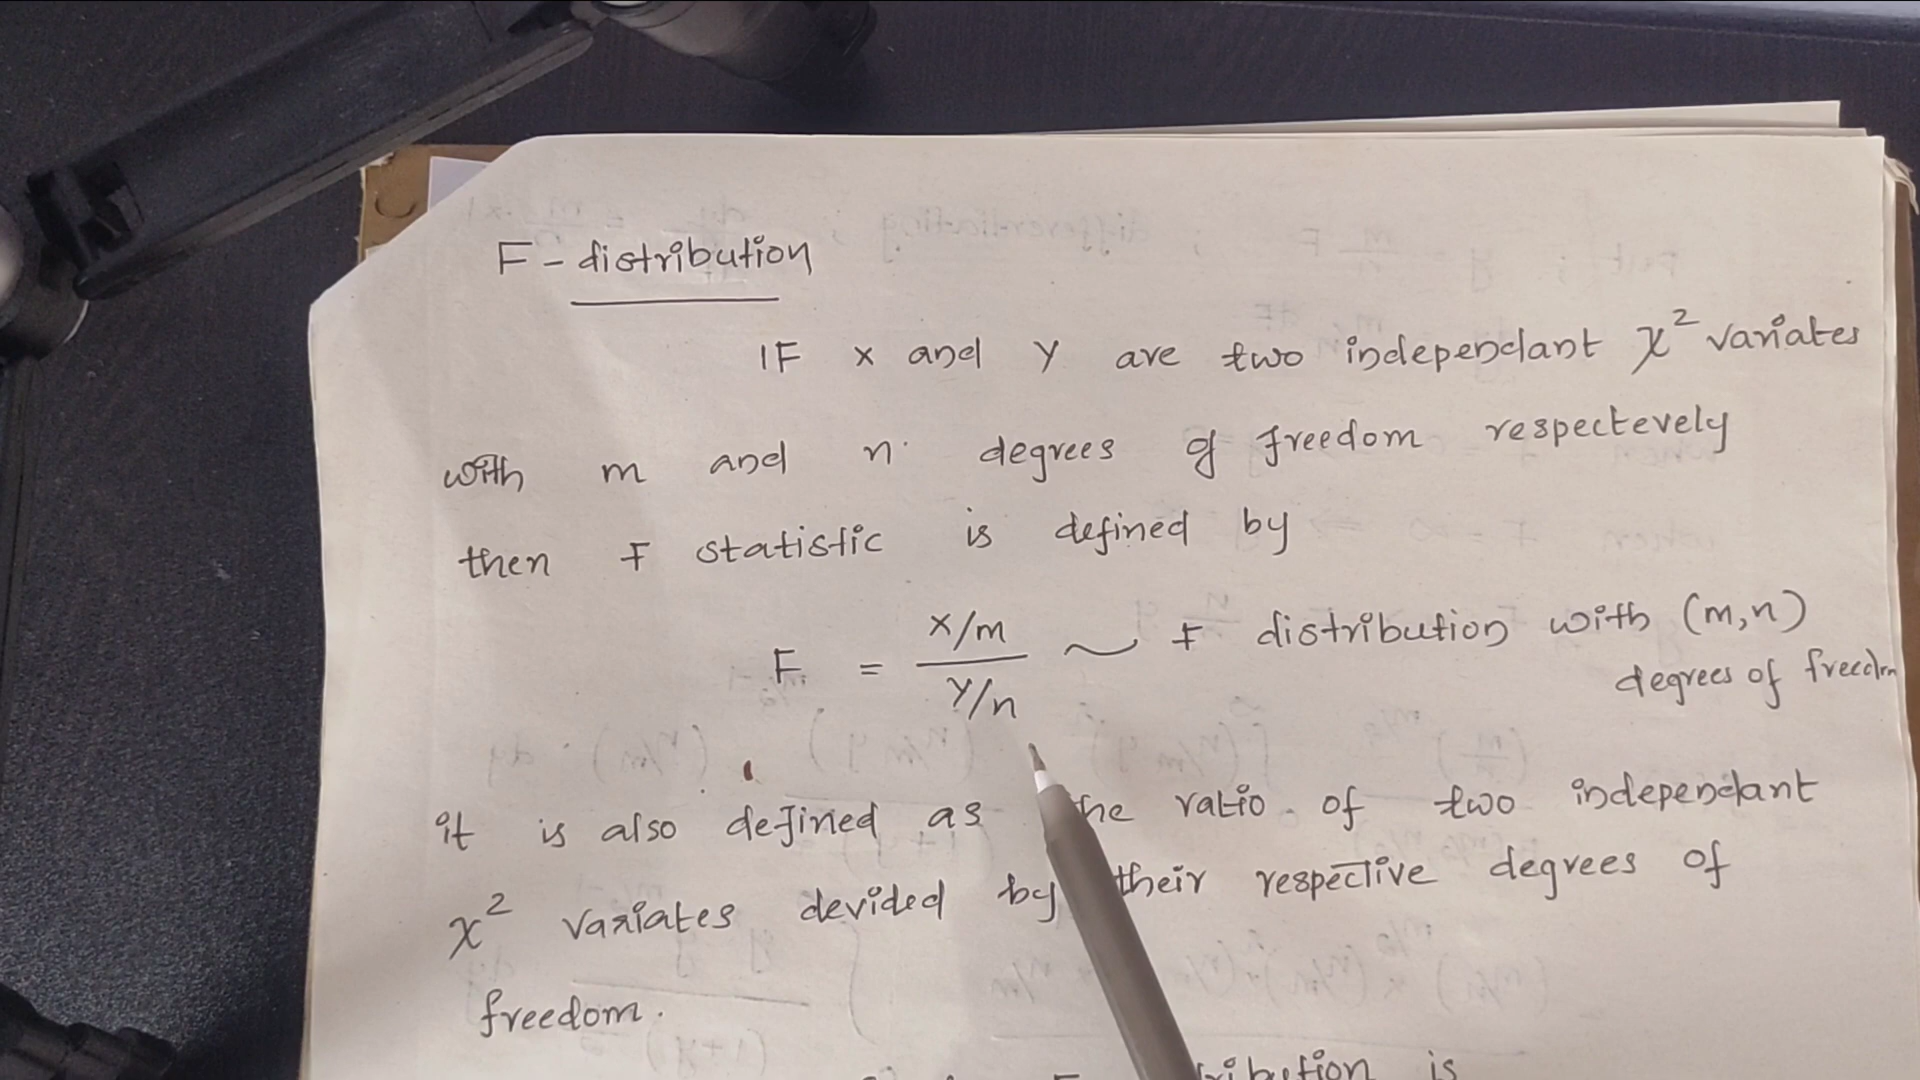 F - distribution
IF x and y are two independant χ² variates
with m and n degrees of freedom respectevely
then F statistic is defined by
F = X/m / Y/n ~ F distribution with (m,n)
degrees of freedom
it is also defined as the ratio of two independant
χ² variates devided by their respective degrees of
freedom.
is